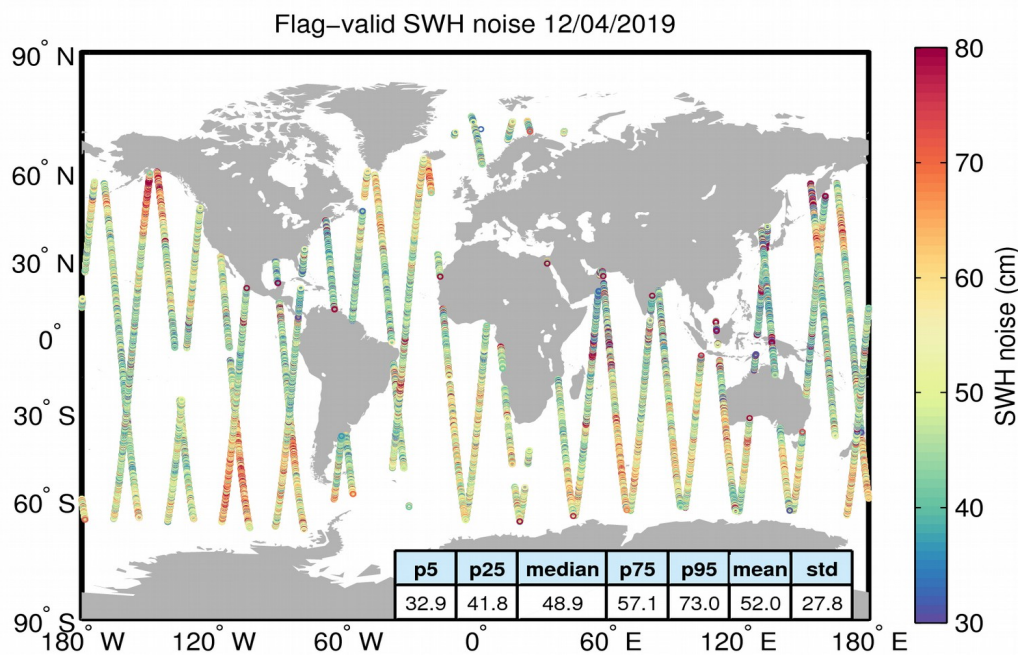 Flag−valid SWH noise 12/04/2019
90° N
60° N
30° N
0°
30° S
60° S
90° S
180° W
120° W
60° W
0°
60° E
120° E
180° E
80
70
60
50
40
30
SWH noise (cm)
p5 p25 median p75 p95 mean std
32.9 41.8 48.9 57.1 73.0 52.0 27.8